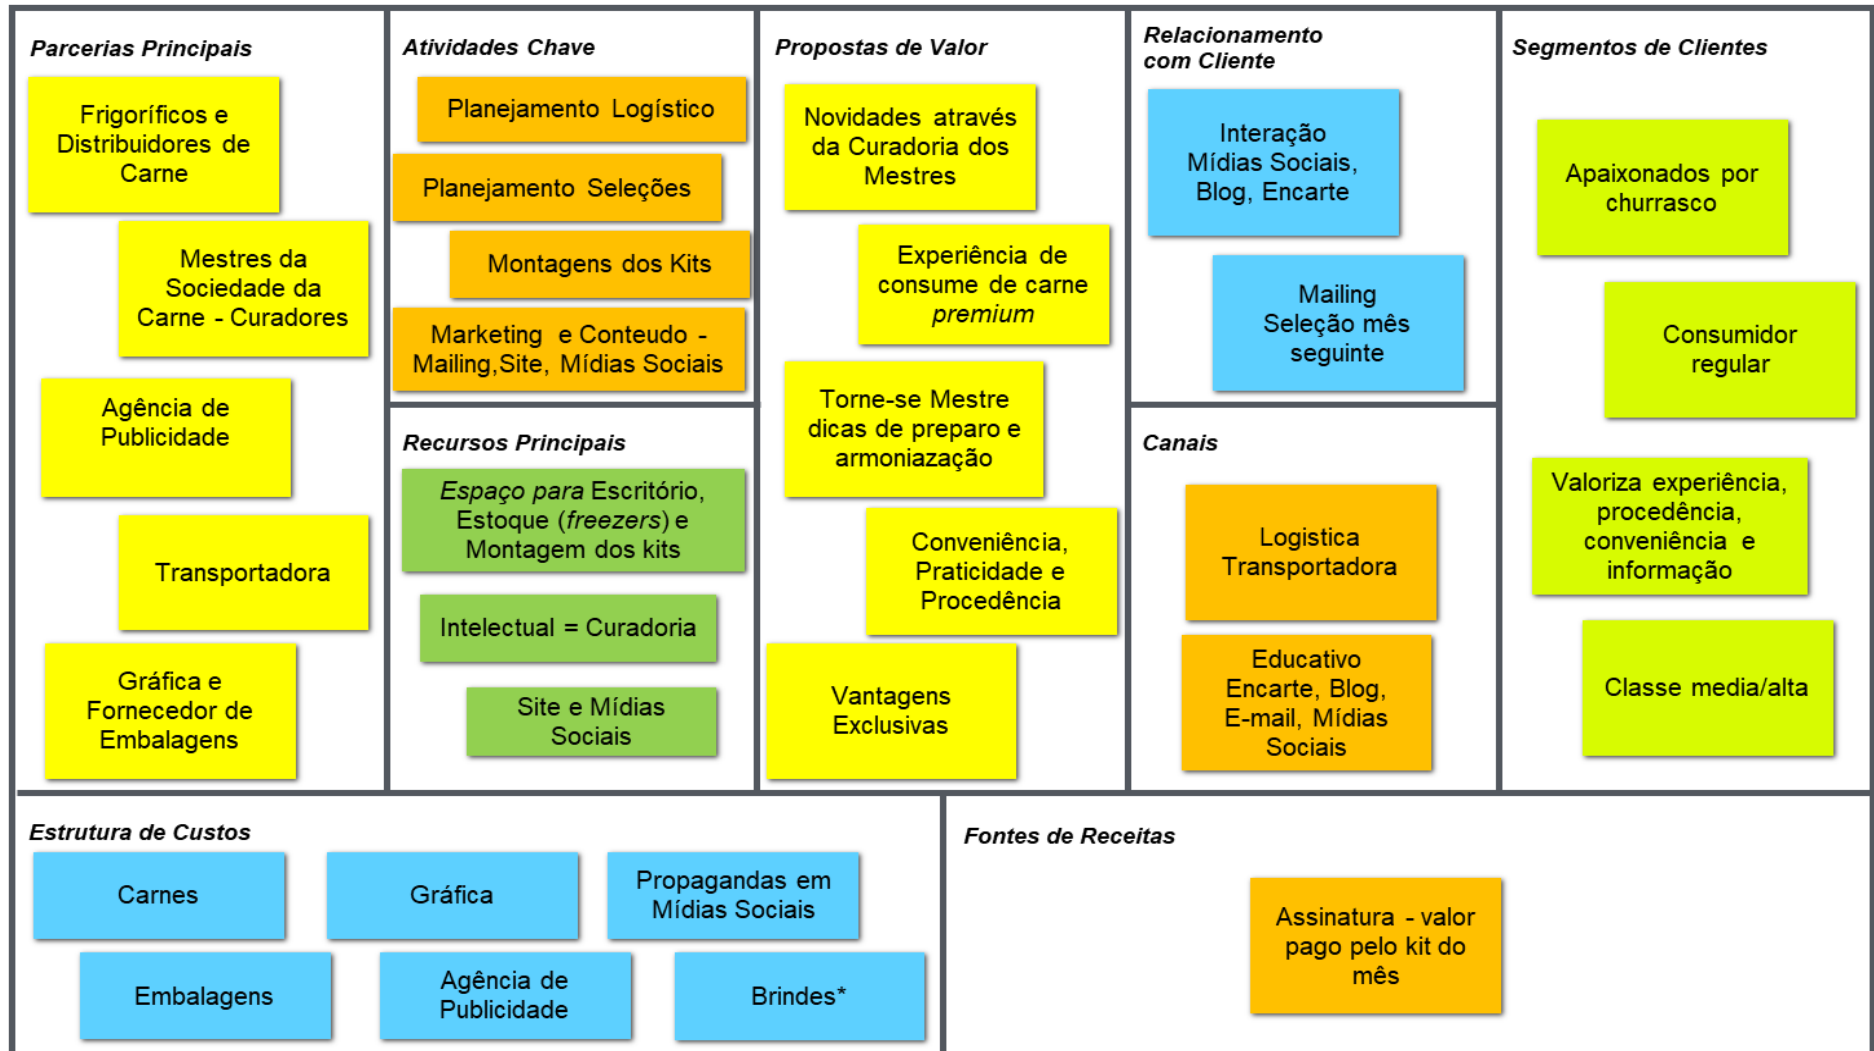 Parcerias Principais
Frigoríficos e
Distribuidores de
Carne
Mestres da
Sociedade da
Carne - Curadores
Agência de
Publicidade
Transportadora
Gráfica e
Fornecedor de
Embalagens
Atividades Chave
Planejamento Logístico
Planejamento Seleções
Montagens dos Kits
Marketing e Conteudo -
Mailing,Site, Mídias Sociais
Recursos Principais
Espaço para Escritório,
Estoque (freezers) e
Montagem dos kits
Intelectual = Curadoria
Site e Mídias
Sociais
Propostas de Valor
Novidades através
da Curadoria dos
Mestres
Experiência de
consume de carne
premium
Torne-se Mestre
dicas de preparo e
armoniazação
Conveniência,
Praticidade e
Procedência
Vantagens
Exclusivas
Relacionamento
com Cliente
Interação
Mídias Sociais,
Blog, Encarte
Mailing
Seleção mês
seguinte
Canais
Logistica
Transportadora
Educativo
Encarte, Blog,
E-mail, Mídias
Sociais
Segmentos de Clientes
Apaixonados por
churrasco
Consumidor
regular
Valoriza experiência,
procedência,
conveniência e
informação
Classe media/alta
Estrutura de Custos
Carnes
Gráfica
Propagandas em
Mídias Sociais
Embalagens
Agência de
Publicidade
Brindes*
Fontes de Receitas
Assinatura - valor
pago pelo kit do
mês